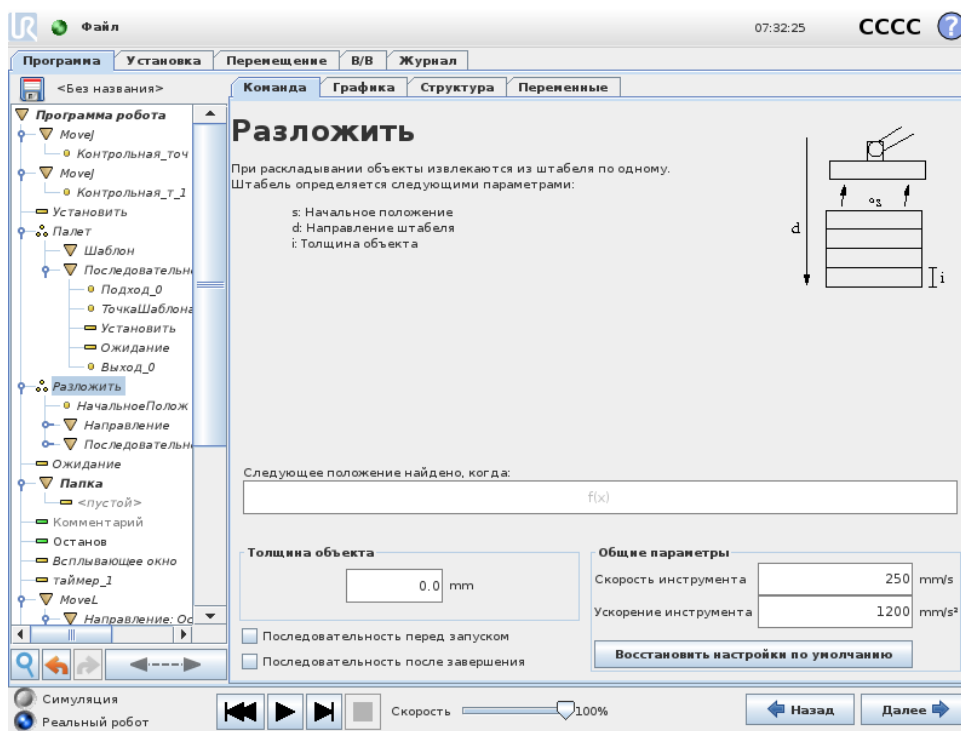 UR Файл 07:32:25 CCCC ?
Программа Установка Перемещение В/В Журнал
<Без названия>
Команда Графика Структура Переменные
Программа робота
MoveJ
Контрольная_точ
MoveJ
Контрольная_т_1
Установить
Палет
Шаблон
Последовательн
Подход_0
ТочкаШаблона
Установить
Ожидание
Выход_0
Разложить
НачальноеПолож
Направление
Последовательн
Ожидание
Папка
<пустой>
Комментарий
Останов
Всплывающее окно
таймер_1
MoveL
Направление: Ос
Разложить
При раскладывании объекты извлекаются из штабеля по одному.
Штабель определяется следующими параметрами:
s: Начальное положение
d: Направление штабеля
i: Толщина объекта
s
d
i
Следующее положение найдено, когда:
f(x)
Толщина объекта
0.0 mm
Последовательность перед запуском
Последовательность после завершения
Общие параметры
Скорость инструмента 250 mm/s
Ускорение инструмента 1200 mm/s²
Восстановить настройки по умолчанию
Симуляция
Реальный робот
Скорость 100%
Назад Далее